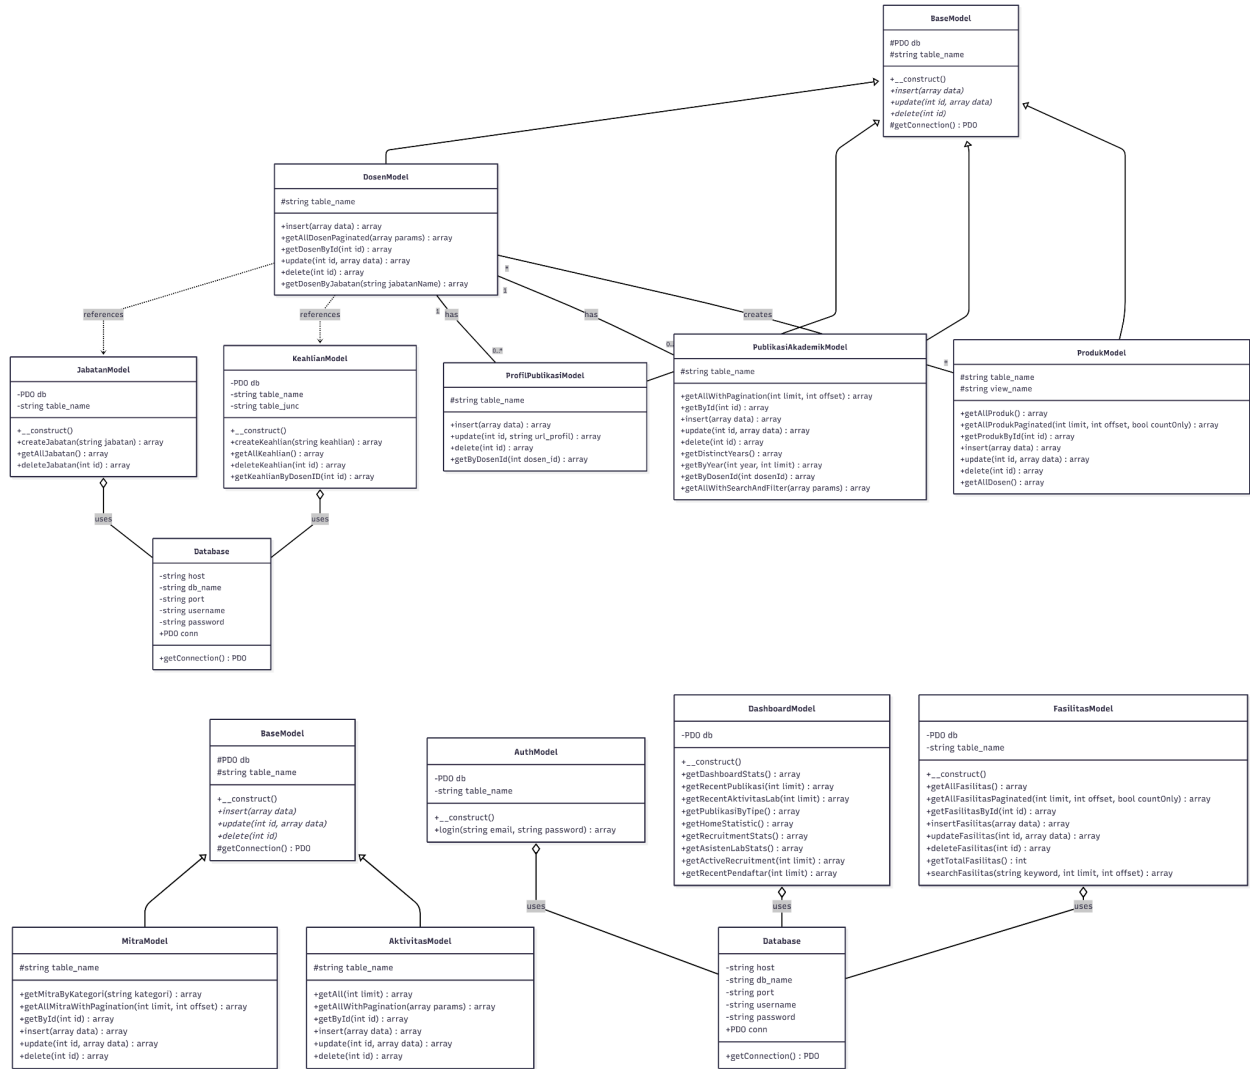 BaseModel
#PDO db
#string table_name
+__construct()
+insert(array data)
+update(int id, array data)
+delete(int id)
#getConnection() : PDO
DosenModel
#string table_name
+insert(array data) : array
+getAllDosenPaginated(array params) : array
+getDosenById(int id) : array
+update(int id, array data) : array
+delete(int id) : array
+getDosenByJabatan(string jabatanName) : array
*
1
1
references
references
has
has
creates
0..*
0..
*
JabatanModel
-PDO db
-string table_name
+__construct()
+createJabatan(string jabatan) : array
+getAllJabatan() : array
+deleteJabatan(int id) : array
KeahlianModel
-PDO db
-string table_name
-string table_junc
+__construct()
+createKeahlian(string keahlian) : array
+getAllKeahlian() : array
+deleteKeahlian(int id) : array
+getKeahlianByDosenID(int id) : array
ProfilPublikasiModel
#string table_name
+insert(array data) : array
+update(int id, string url_profil) : array
+delete(int id) : array
+getByDosenId(int dosen_id) : array
PublikasiAkademikModel
#string table_name
+getAllWithPagination(int limit, int offset) : array
+getById(int id) : array
+insert(array data) : array
+update(int id, array data) : array
+delete(int id) : array
+getDistinctYears() : array
+getByYear(int year, int limit) : array
+getByDosenId(int dosenId) : array
+getAllWithSearchAndFilter(array params) : array
ProdukModel
#string table_name
#string view_name
+getAllProduk() : array
+getAllProdukPaginated(int limit, int offset, bool countOnly) : array
+getProdukById(int id) : array
+insert(array data) : array
+update(int id, array data) : array
+delete(int id) : array
+getAllDosen() : array
uses
uses
Database
-string host
-string db_name
-string port
-string username
-string password
+PDO conn
+getConnection() : PDO
BaseModel
#PDO db
#string table_name
+__construct()
+insert(array data)
+update(int id, array data)
+delete(int id)
#getConnection() : PDO
AuthModel
-PDO db
-string table_name
+__construct()
+login(string email, string password) : array
DashboardModel
-PDO db
+__construct()
+getDashboardStats() : array
+getRecentPublikasi(int limit) : array
+getRecentAktivitasLab(int limit) : array
+getPublikasiByTipe() : array
+getHomeStatistic() : array
+getRecruitmentStats() : array
+getAsistenLabStats() : array
+getActiveRecruitment(int limit) : array
+getRecentPendaftar(int limit) : array
FasilitasModel
-PDO db
-string table_name
+__construct()
+getAllFasilitas() : array
+getAllFasilitasPaginated(int limit, int offset, bool countOnly) : array
+getFasilitasById(int id) : array
+insertFasilitas(array data) : array
+updateFasilitas(int id, array data) : array
+deleteFasilitas(int id) : array
+getTotalFasilitas() : int
+searchFasilitas(string keyword, int limit, int offset) : array
uses
uses
uses
MitraModel
#string table_name
+getMitraByKategori(string kategori) : array
+getAllMitraWithPagination(int limit, int offset) : array
+getById(int id) : array
+insert(array data) : array
+update(int id, array data) : array
+delete(int id) : array
AktivitasModel
#string table_name
+getAll(int limit) : array
+getAllWithPagination(array params) : array
+getById(int id) : array
+insert(array data) : array
+update(int id, array data) : array
+delete(int id) : array
Database
-string host
-string db_name
-string port
-string username
-string password
+PDO conn
+getConnection() : PDO